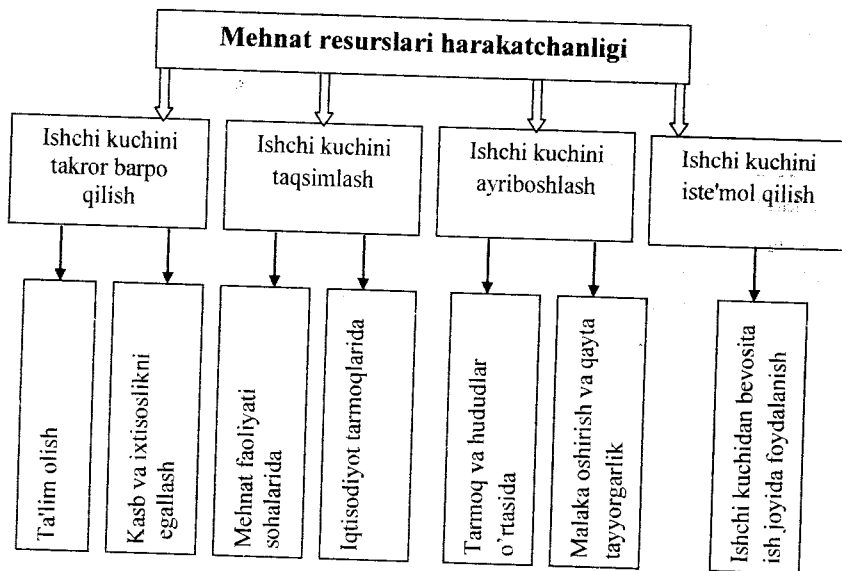 Mehnat resurslari harakatchanligi
Ishchi kuchini
takror barpo
qilish
Ishchi kuchini
taqsimlash
Ishchi kuchini
ayriboshlash
Ishchi kuchini
iste'mol qilish
Ta'lim olish
Kasb va ixtisoslikni
egallash
Mehnat faoliyati
sohalarida
Iqtisodiyot tarmoqlarida
Tarmoq va hududlar
o'rtasida
Malaka oshirish va qayta
tayyorgarlik
Ishchi kuchidan bevosita
ish joyida foydalanish